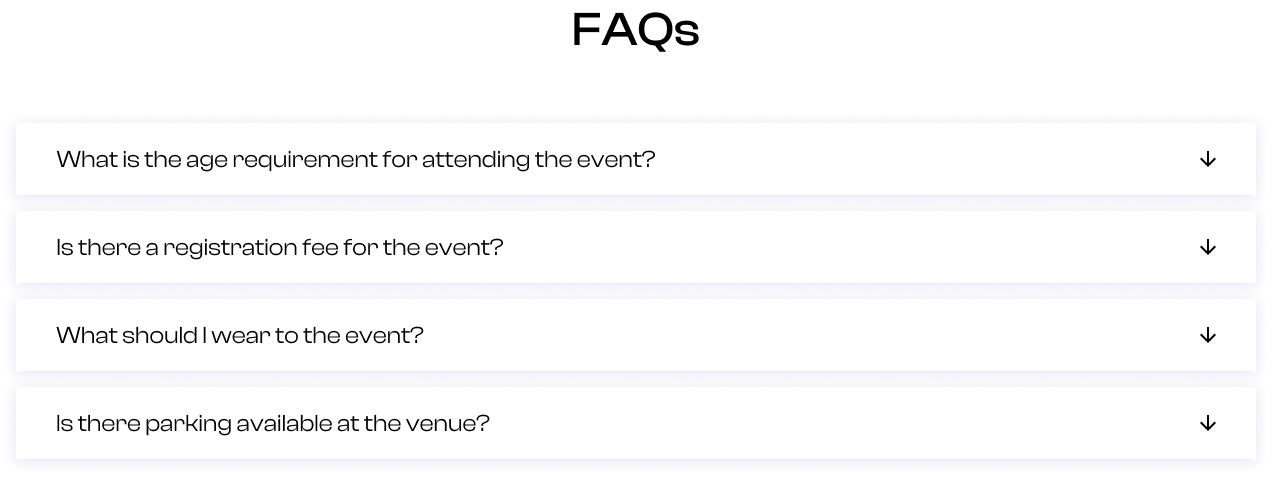 FAQs
What is the age requirement for attending the event?
Is there a registration fee for the event?
What should I wear to the event?
Is there parking available at the venue?